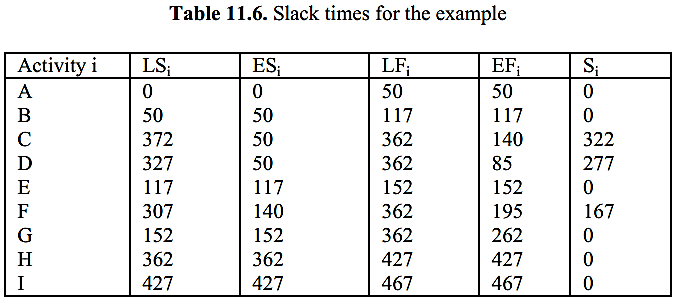 Table 11.6. Slack times for the example
Activity i LSi ESi LFi EFi Si
A 0 0 50 50 0
B 50 50 117 117 0
C 372 50 362 140 322
D 327 50 362 85 277
E 117 117 152 152 0
F 307 140 362 195 167
G 152 152 362 262 0
H 362 362 427 427 0
I 427 427 467 467 0